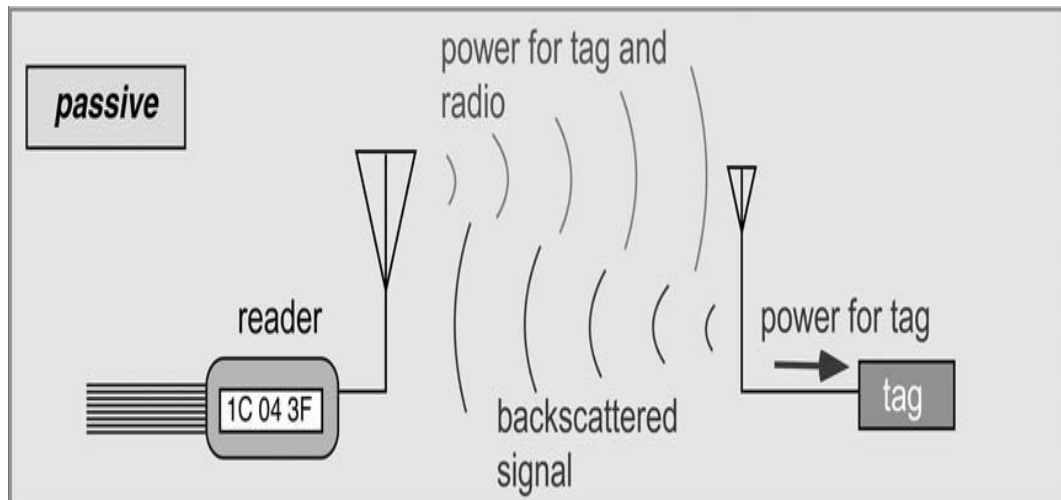 passive
power for tag and
radio
reader
1C 04 3F
backscattered
signal
power for tag
tag